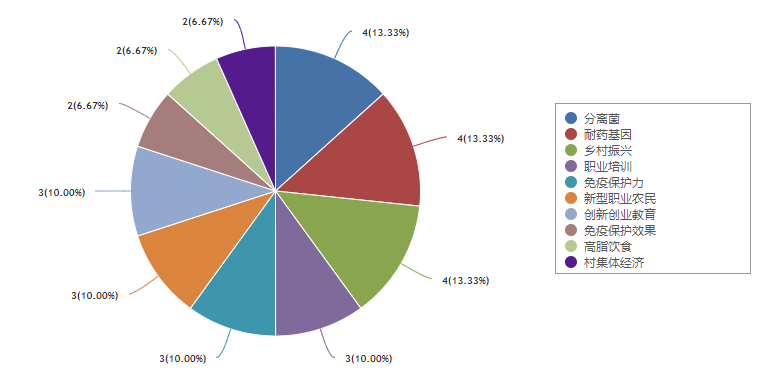 2(6.67%)
4(13.33%)
2(6.67%)
2(6.67%)
4(13.33%)
3(10.00%)
4(13.33%)
3(10.00%)
3(10.00%)
3(10.00%)
分离菌
耐药基因
乡村振兴
职业培训
免疫保护力
新型职业农民
创新创业教育
免疫保护效果
高脂饮食
村集体经济